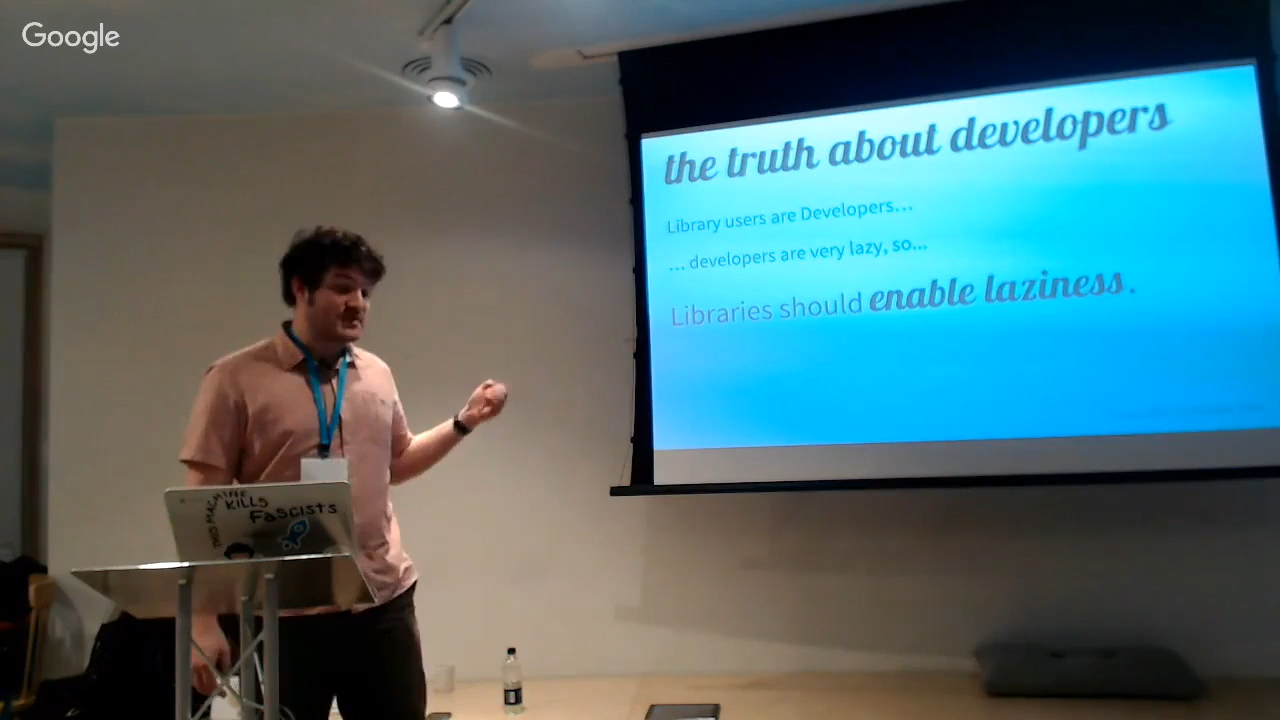 Google
the truth about developers
Library users are Developers...
... developers are very lazy, so...
Libraries should enable laziness.
THIS MACHINE
KILLS
FASCISTS